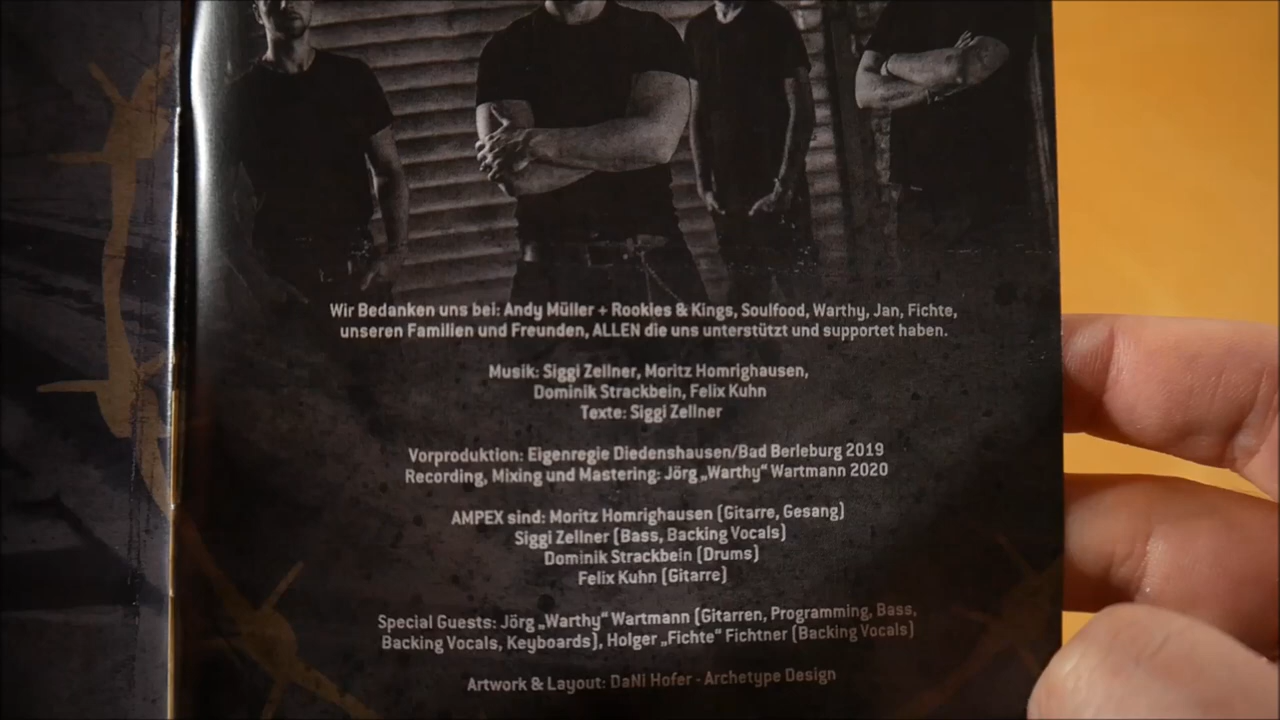 Wir Bedanken uns bei: Andy Müller + Rookies & Kings, Soulfood, Warthy, Jan, Fichte,
unseren Familien und Freunden, ALLEN die uns unterstützt und supportet haben.
Musik: Siggi Zellner, Moritz Homrighausen,
Dominik Strackbein, Felix Kuhn
Texte: Siggi Zellner
Vorproduktion: Eigenregie Diedenshausen/Bad Berleburg 2019
Recording, Mixing und Mastering: Jörg „Warthy“ Wartmann 2020
AMPEX sind: Moritz Homrighausen (Gitarre, Gesang)
Siggi Zellner (Bass, Backing Vocals)
Dominik Strackbein (Drums)
Felix Kuhn (Gitarre)
Special Guests: Jörg „Warthy“ Wartmann (Gitarren, Programming, Bass,
Backing Vocals, Keyboards), Holger „Fichte“ Fichtner (Backing Vocals)
Artwork & Layout: DaNi Hofer - Archetype Design